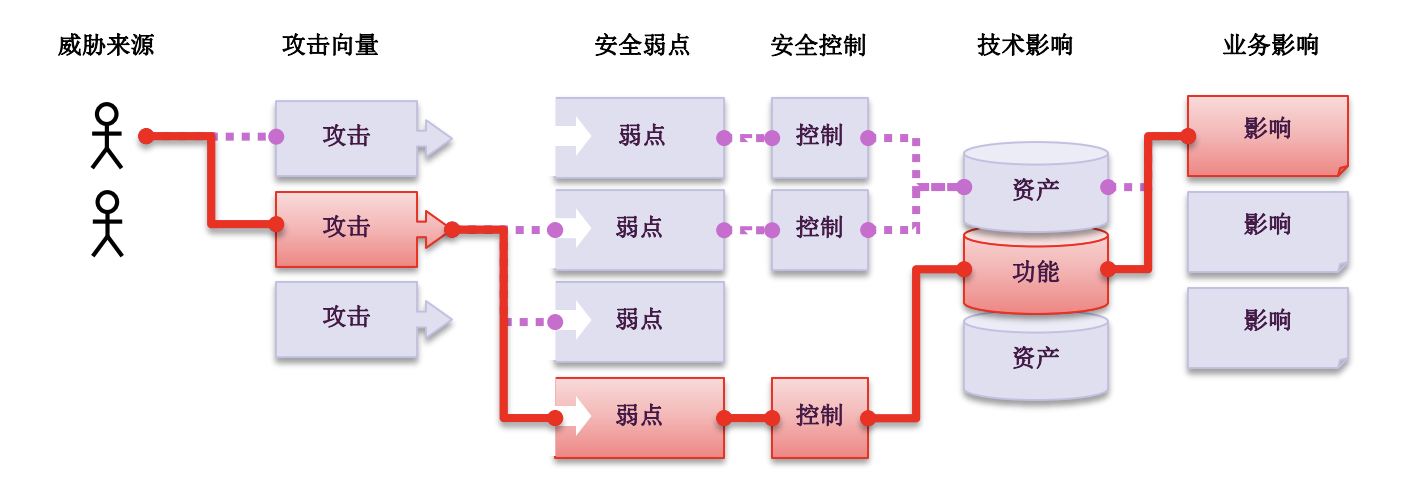 威胁来源 攻击向量 安全弱点 安全控制 技术影响 业务影响
攻击 弱点 控制 影响
资产
攻击 弱点 控制 影响
功能
攻击 弱点 影响
资产
弱点 控制